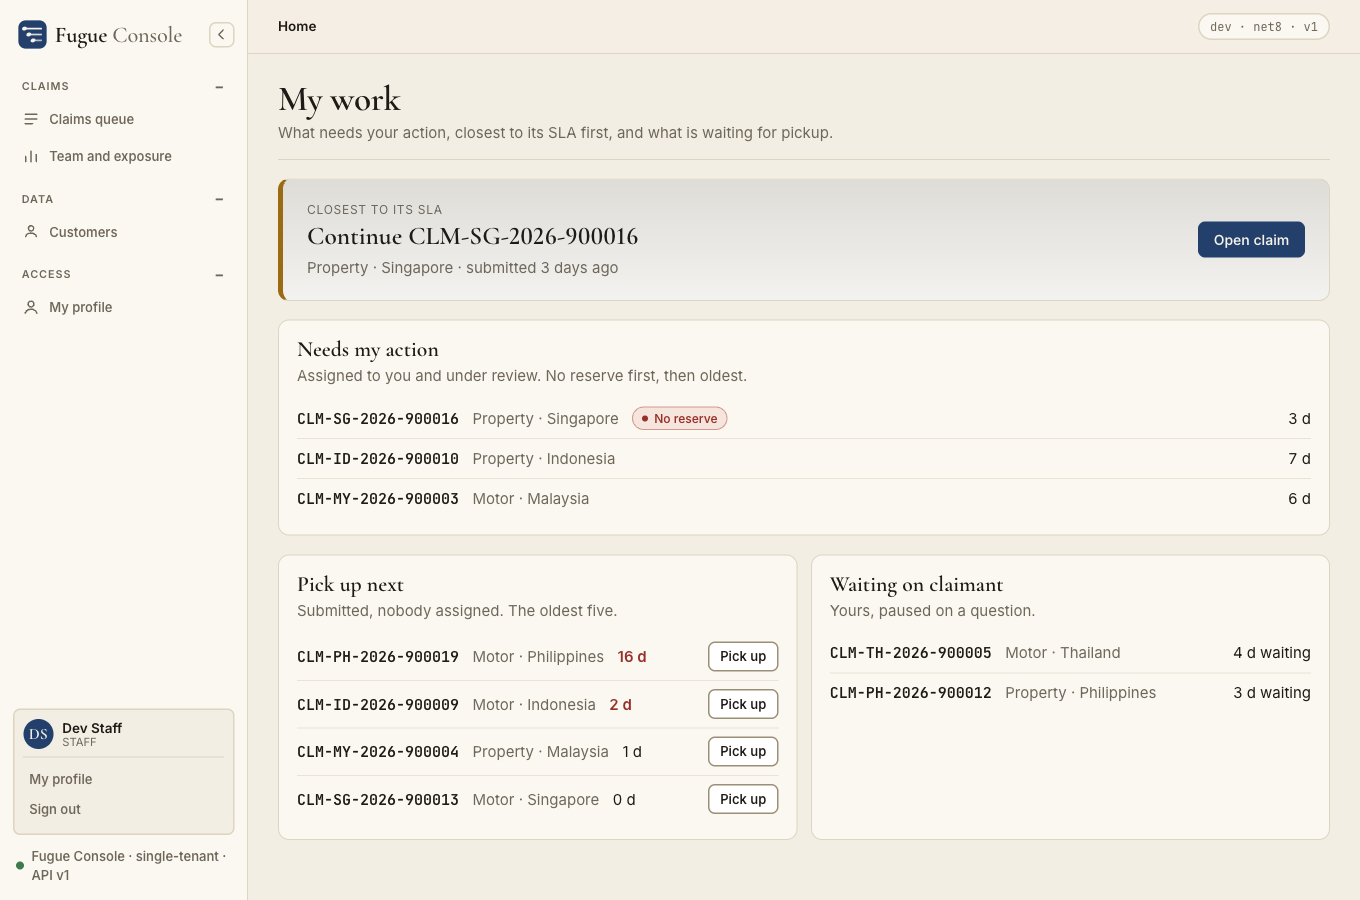 Fugue Console
CLAIMS
Claims queue
Team and exposure
DATA
Customers
ACCESS
My profile
DS
Dev Staff
STAFF
My profile
Sign out
Fugue Console · single-tenant ·
API v1
Home
dev · net8 · v1
My work
What needs your action, closest to its SLA first, and what is waiting for pickup.
CLOSEST TO ITS SLA
Continue CLM-SG-2026-900016
Property · Singapore · submitted 3 days ago
Open claim
Needs my action
Assigned to you and under review. No reserve first, then oldest.
CLM-SG-2026-900016 Property · Singapore No reserve 3 d
CLM-ID-2026-900010 Property · Indonesia 7 d
CLM-MY-2026-900003 Motor · Malaysia 6 d
Pick up next
Submitted, nobody assigned. The oldest five.
CLM-PH-2026-900019 Motor · Philippines 16 d Pick up
CLM-ID-2026-900009 Motor · Indonesia 2 d Pick up
CLM-MY-2026-900004 Property · Malaysia 1 d Pick up
CLM-SG-2026-900013 Motor · Singapore 0 d Pick up
Waiting on claimant
Yours, paused on a question.
CLM-TH-2026-900005 Motor · Thailand 4 d waiting
CLM-PH-2026-900012 Property · Philippines 3 d waiting